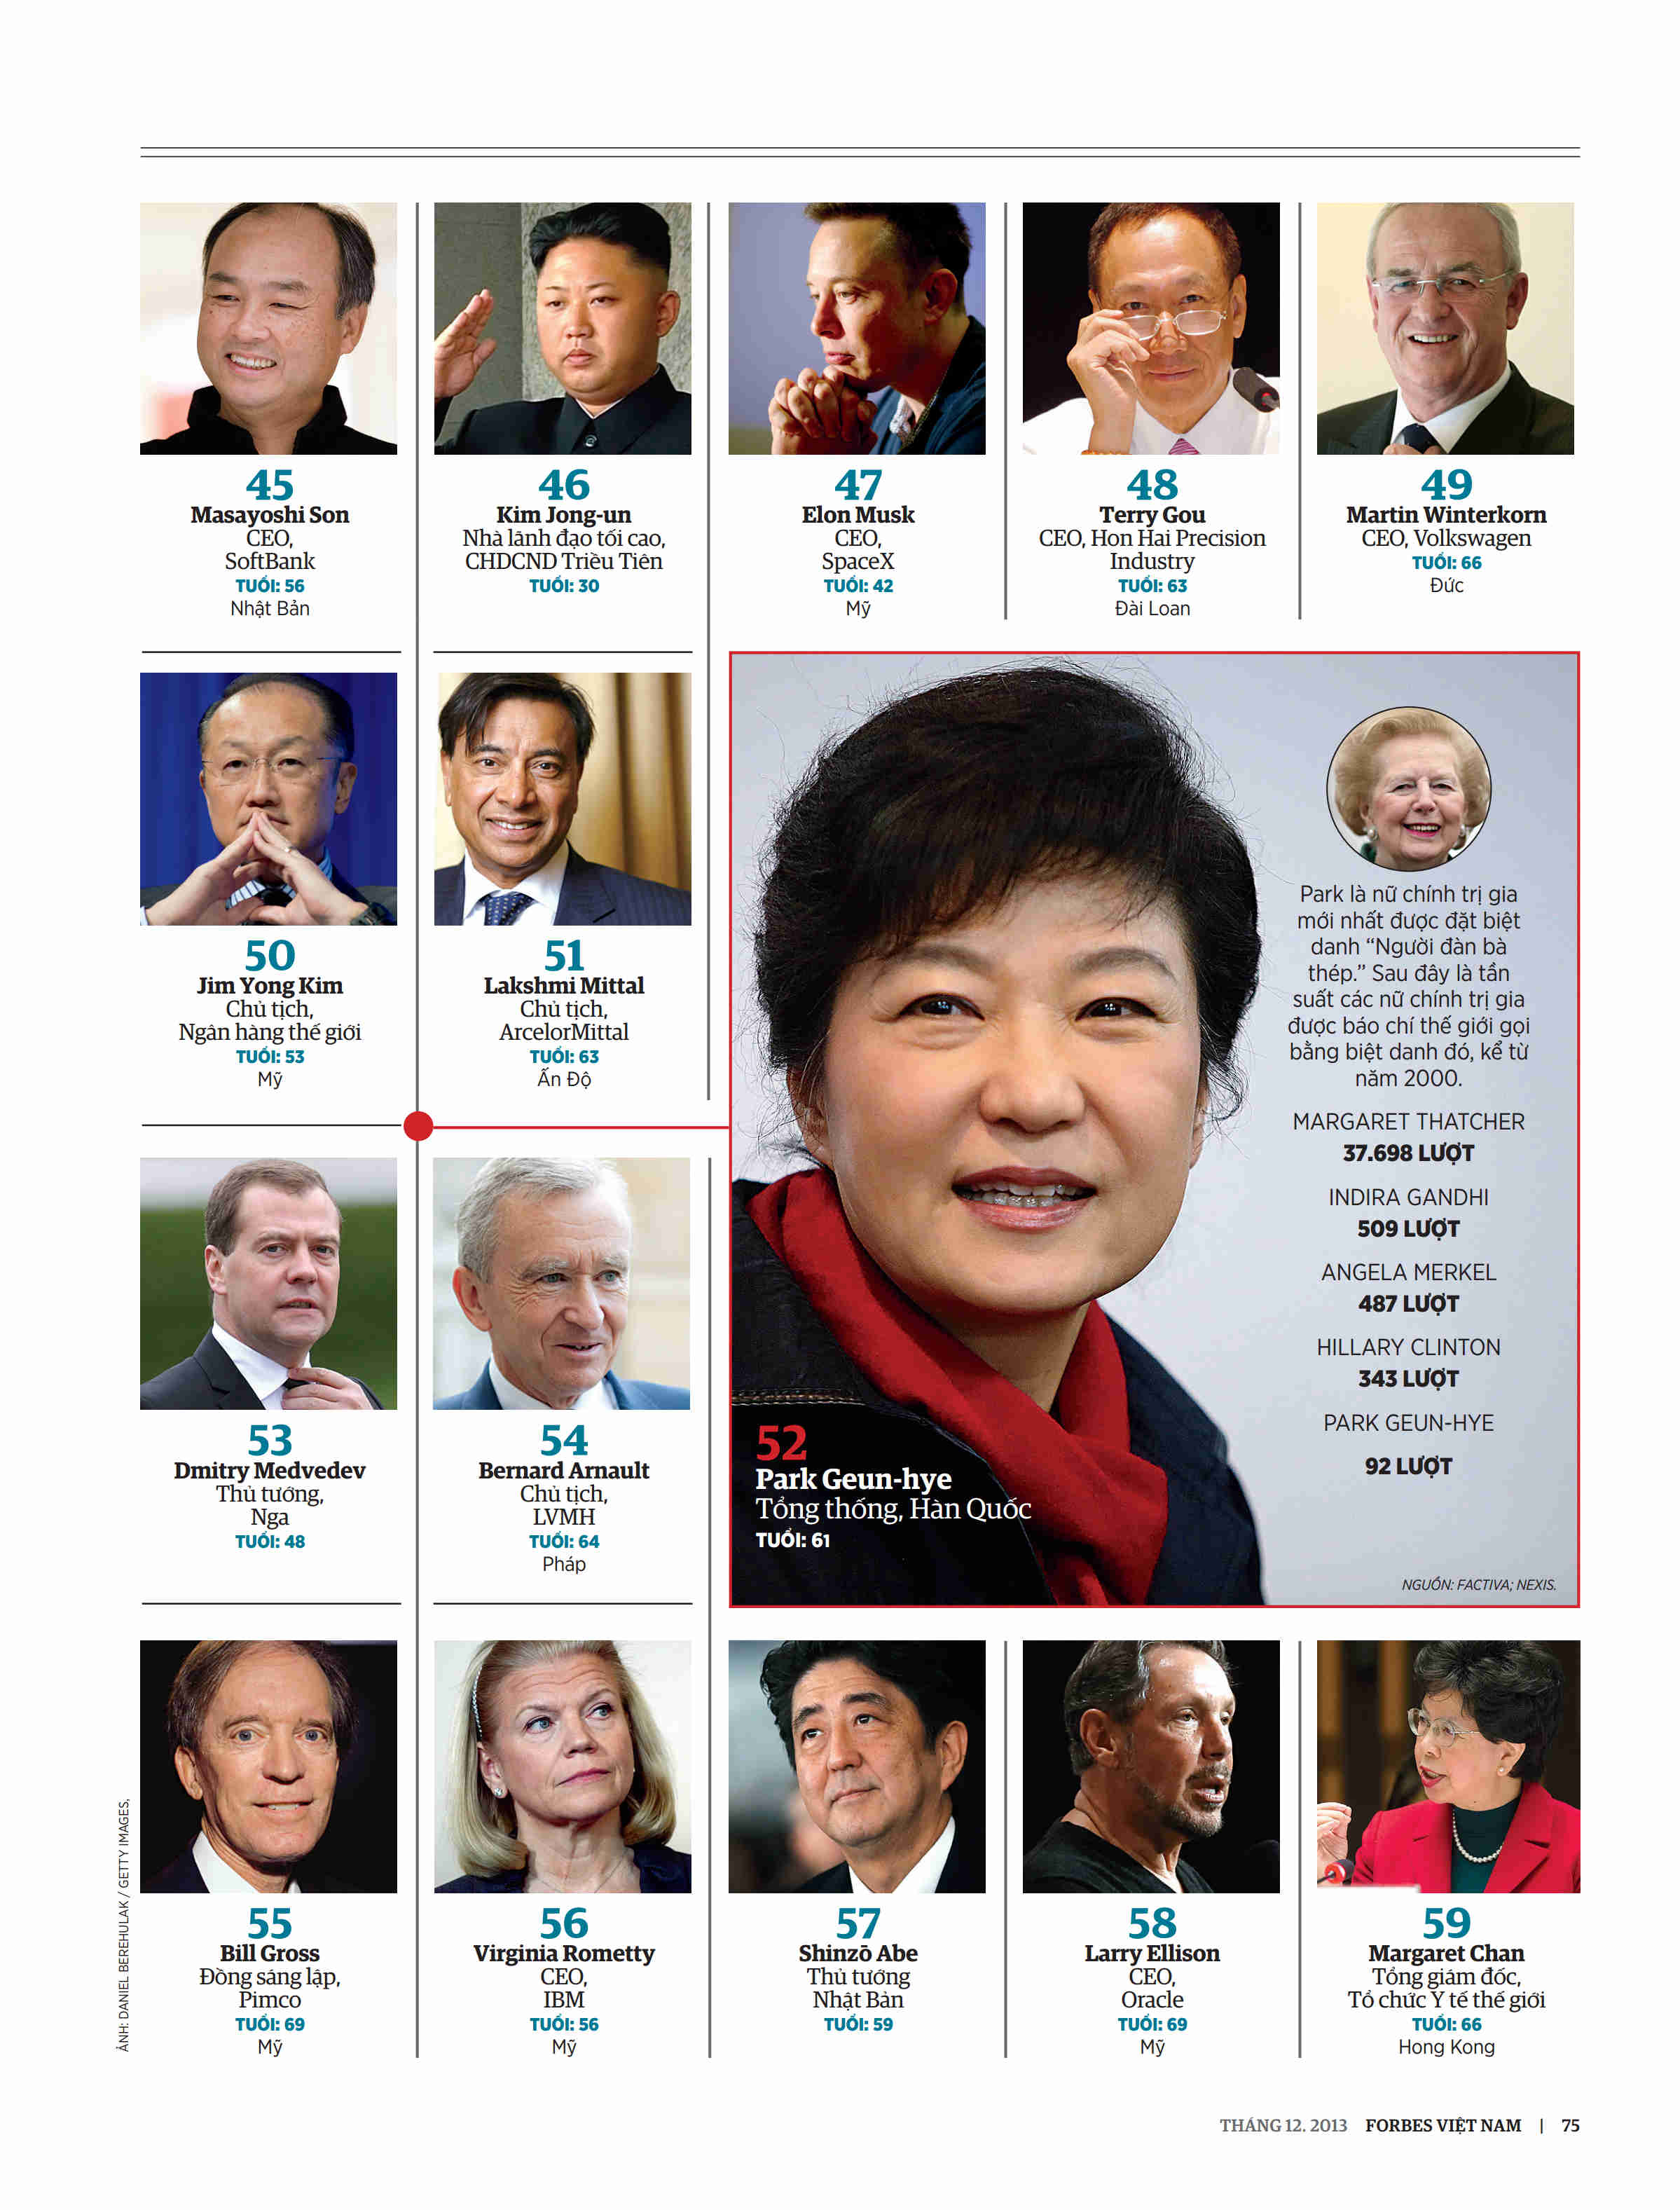 45
Masayoshi Son
CEO,
SoftBank
TUỔI: 56
Nhật Bản
46
Kim Jong-un
Nhà lãnh đạo tối cao,
CHDCND Triều Tiên
TUỔI: 30
47
Elon Musk
CEO,
SpaceX
TUỔI: 42
Mỹ
48
Terry Gou
CEO, Hon Hai Precision
Industry
TUỔI: 63
Đài Loan
49
Martin Winterkorn
CEO, Volkswagen
TUỔI: 66
Đức
50
Jim Yong Kim
Chủ tịch,
Ngân hàng thế giới
TUỔI: 53
Mỹ
51
Lakshmi Mittal
Chủ tịch,
ArcelorMittal
TUỔI: 63
Ấn Độ
Park là nữ chính trị gia
mới nhất được đặt biệt
danh “Người đàn bà
thép.” Sau đây là tần
suất các nữ chính trị gia
được báo chí thế giới gọi
bằng biệt danh đó, kể từ
năm 2000.
MARGARET THATCHER
37.698 LƯỢT
INDIRA GANDHI
509 LƯỢT
ANGELA MERKEL
487 LƯỢT
HILLARY CLINTON
343 LƯỢT
PARK GEUN-HYE
92 LƯỢT
52
Park Geun-hye
Tổng thống, Hàn Quốc
TUỔI: 61
NGUỒN: FACTIVA; NEXIS.
53
Dmitry Medvedev
Thủ tướng,
Nga
TUỔI: 48
54
Bernard Arnault
Chủ tịch,
LVMH
TUỔI: 64
Pháp
55
Bill Gross
Đồng sáng lập,
Pimco
TUỔI: 69
Mỹ
56
Virginia Rometty
CEO,
IBM
TUỔI: 56
Mỹ
57
Shinzō Abe
Thủ tướng
Nhật Bản
TUỔI: 59
58
Larry Ellison
CEO,
Oracle
TUỔI: 69
Mỹ
59
Margaret Chan
Tổng giám đốc,
Tổ chức Y tế thế giới
TUỔI: 66
Hong Kong
ẢNH: DANIEL BEREHULAK / GETTY IMAGES,
THÁNG 12. 2013 FORBES VIỆT NAM | 75